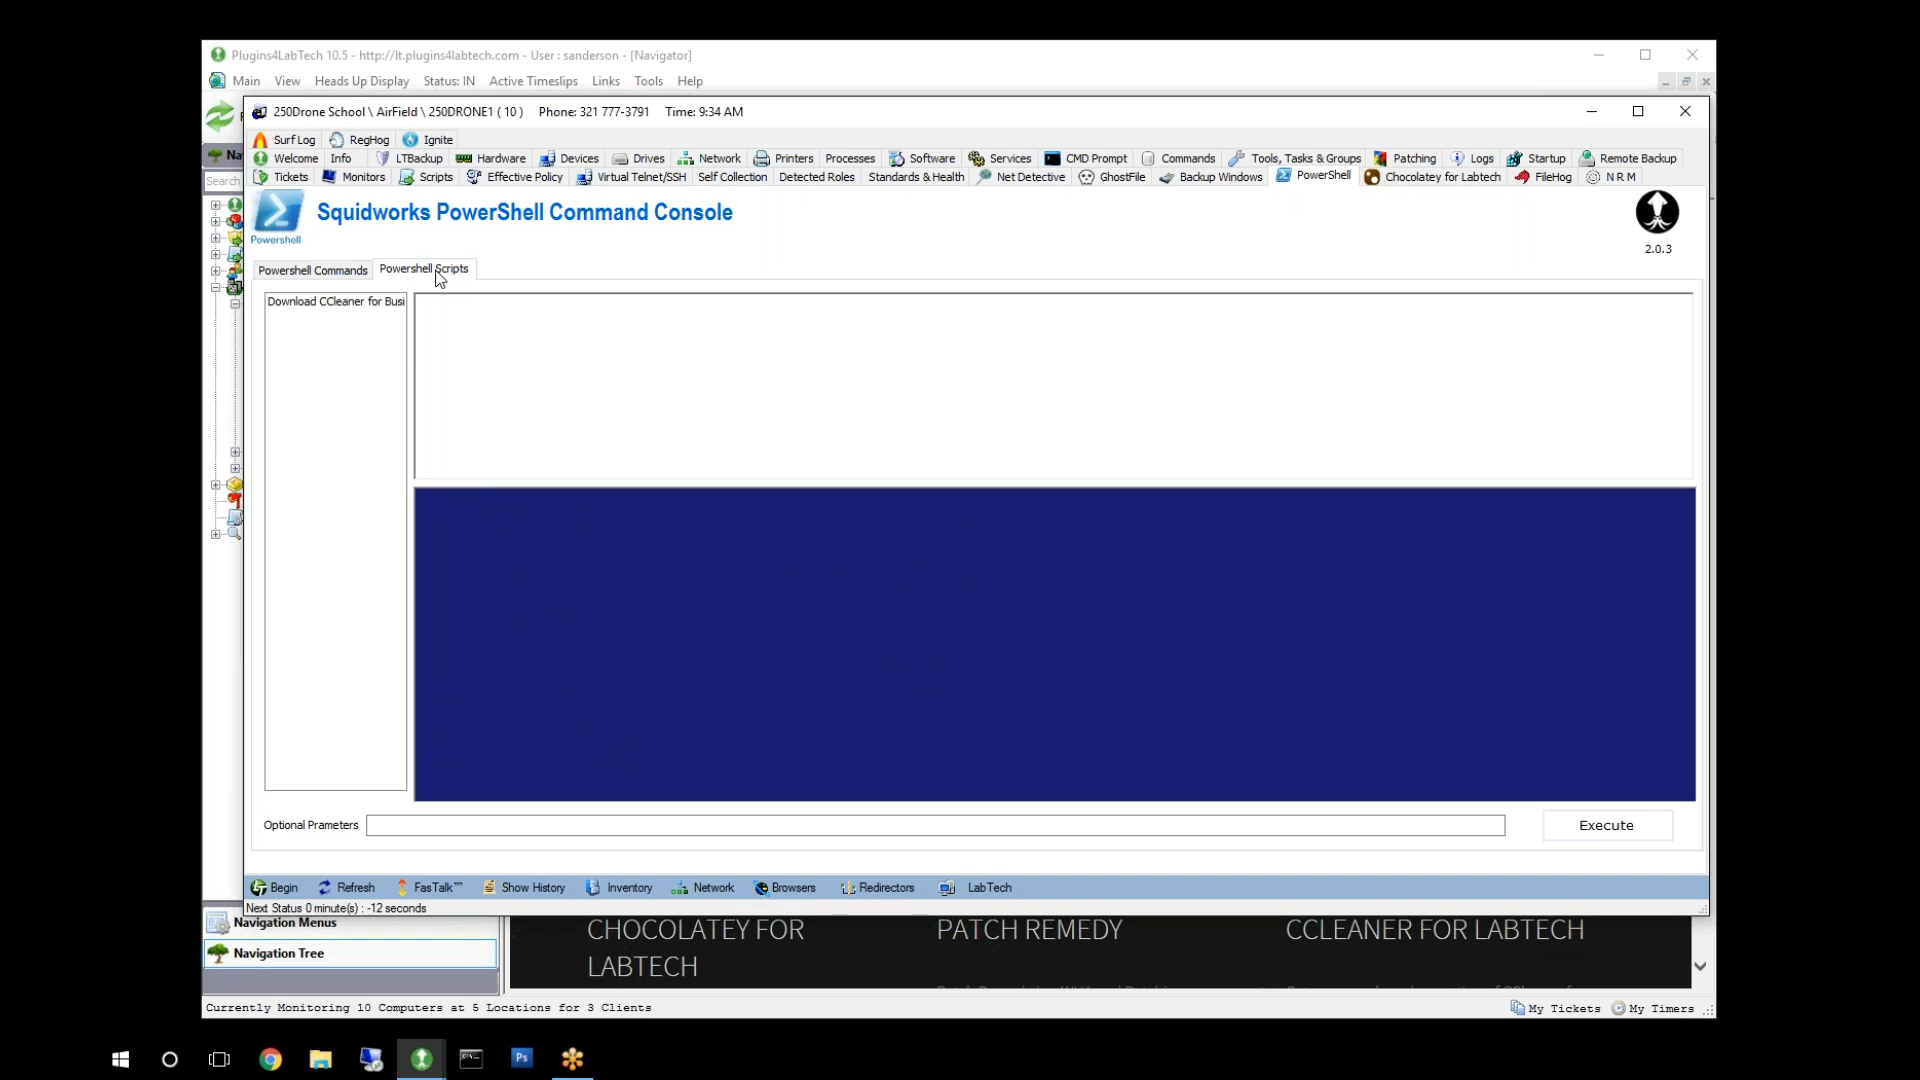 Plugins4LabTech 10.5 - http://lt.plugins4labtech.com - User : sanderson - [Navigator]
Main View Heads Up Display Status: IN Active Timeslips Links Tools Help
250Drone School \ AirField \ 250DRONE1 ( 10 ) Phone: 321 777-3791 Time: 9:34 AM
Surf Log RegHog Ignite
Na Welcome Info LTBackup Hardware Devices Drives Network Printers Processes Software Services CMD Prompt Commands Tools, Tasks & Groups Patching Logs Startup Remote Backup
Search Tickets Monitors Scripts Effective Policy Virtual Telnet/SSH Self Collection Detected Roles Standards & Health Net Detective GhostFile Backup Windows PowerShell Chocolatey for Labtech FileHog N R M
Squidworks PowerShell Command Console
Powershell
2.0.3
Powershell Commands Powershell Scripts
Download CCleaner for Busi
Optional Prameters
Execute
Begin Refresh FasTalk™ Show History Inventory Network Browsers Redirectors LabTech
Next Status 0 minute(s) : -12 seconds
Navigation Menus
Navigation Tree
CHOCOLATEY FOR
LABTECH
PATCH REMEDY
CCLEANER FOR LABTECH
Currently Monitoring 10 Computers at 5 Locations for 3 Clients
My Tickets My Timers
Ps